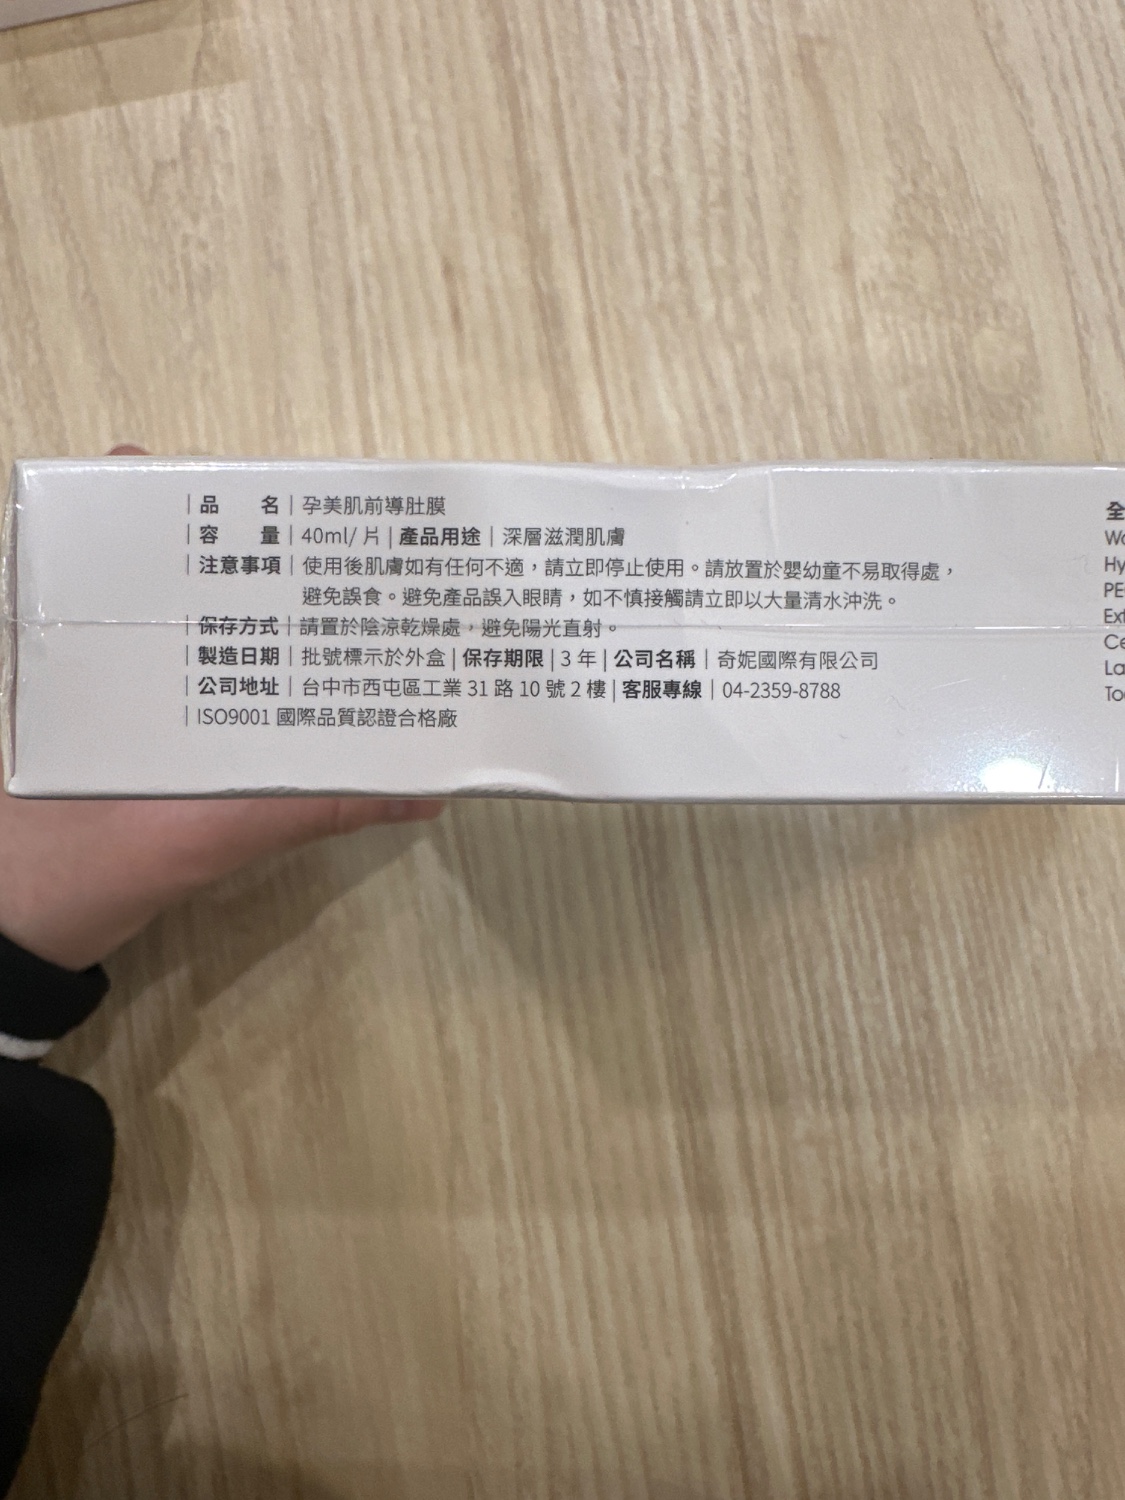 |品 名|孕美肌前導肚膜
|容 量|40ml/ 片|產品用途|深層滋潤肌膚
|注意事項|使用後肌膚如有任何不適，請立即停止使用。請放置於嬰幼童不易取得處，
避免誤食。避免產品誤入眼睛，如不慎接觸請立即以大量清水沖洗。
|保存方式|請置於陰涼乾燥處，避免陽光直射。
|製造日期|批號標示於外盒|保存期限|3 年|公司名稱|奇妮國際有限公司
|公司地址|台中市西屯區工業 31 路 10 號 2 樓|客服專線|04-2359-8788
|ISO9001 國際品質認證合格廠
全
Wa
Hy
PE
Ext
Ce
La
To